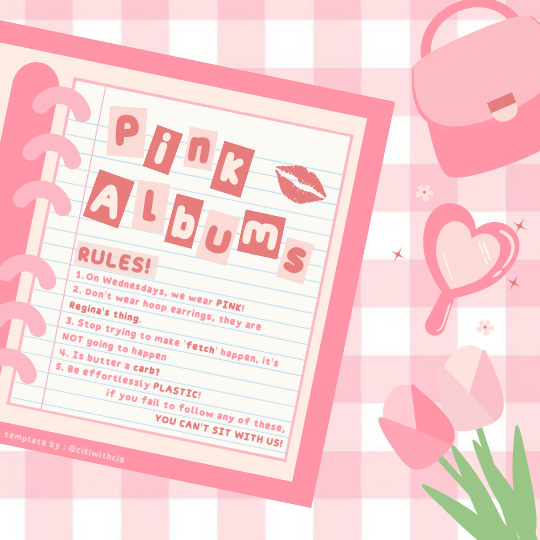 Pink
Albums
RULES!
1. On Wednesdays, we wear PINK!
2. Don't wear hoop earrings, they are
Regina's thing.
3. Stop trying to make 'fetch' happen, it's
NOT going to happen
4. Is butter a carb?
5. Be effortlessly PLASTIC!
if you fail to follow any of these,
YOU CAN'T SIT WITH US!
template by : @cikiwithcia